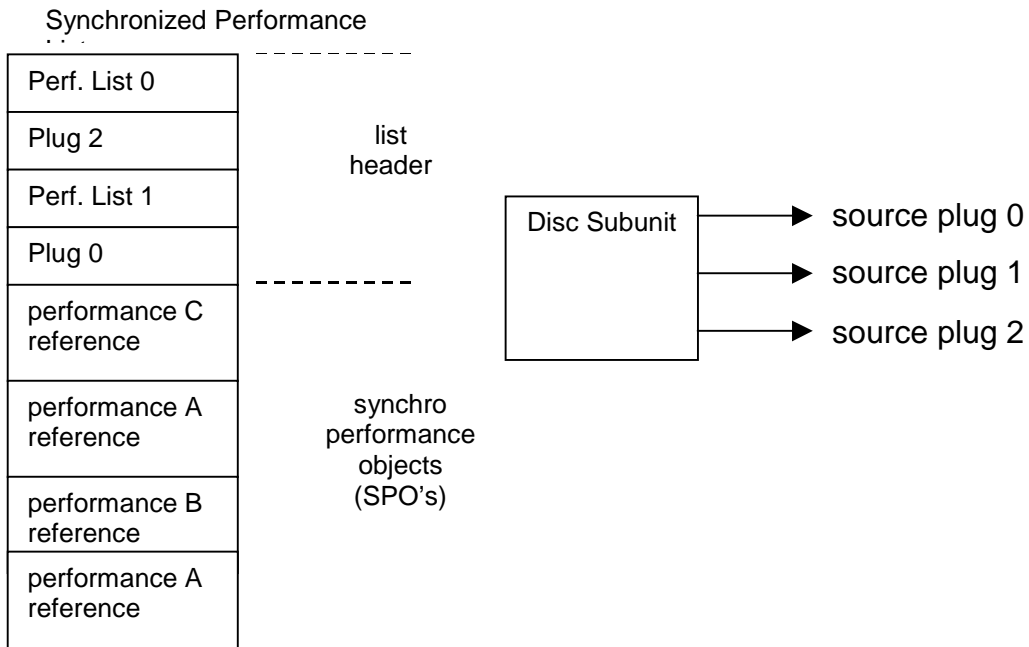 Synchronized Performance
Perf. List 0
Plug 2
Perf. List 1
Plug 0
performance C
reference
performance A
reference
performance B
reference
performance A
reference
list
header
synchro
performance
objects
(SPO's)
Disc Subunit
source plug 0
source plug 1
source plug 2